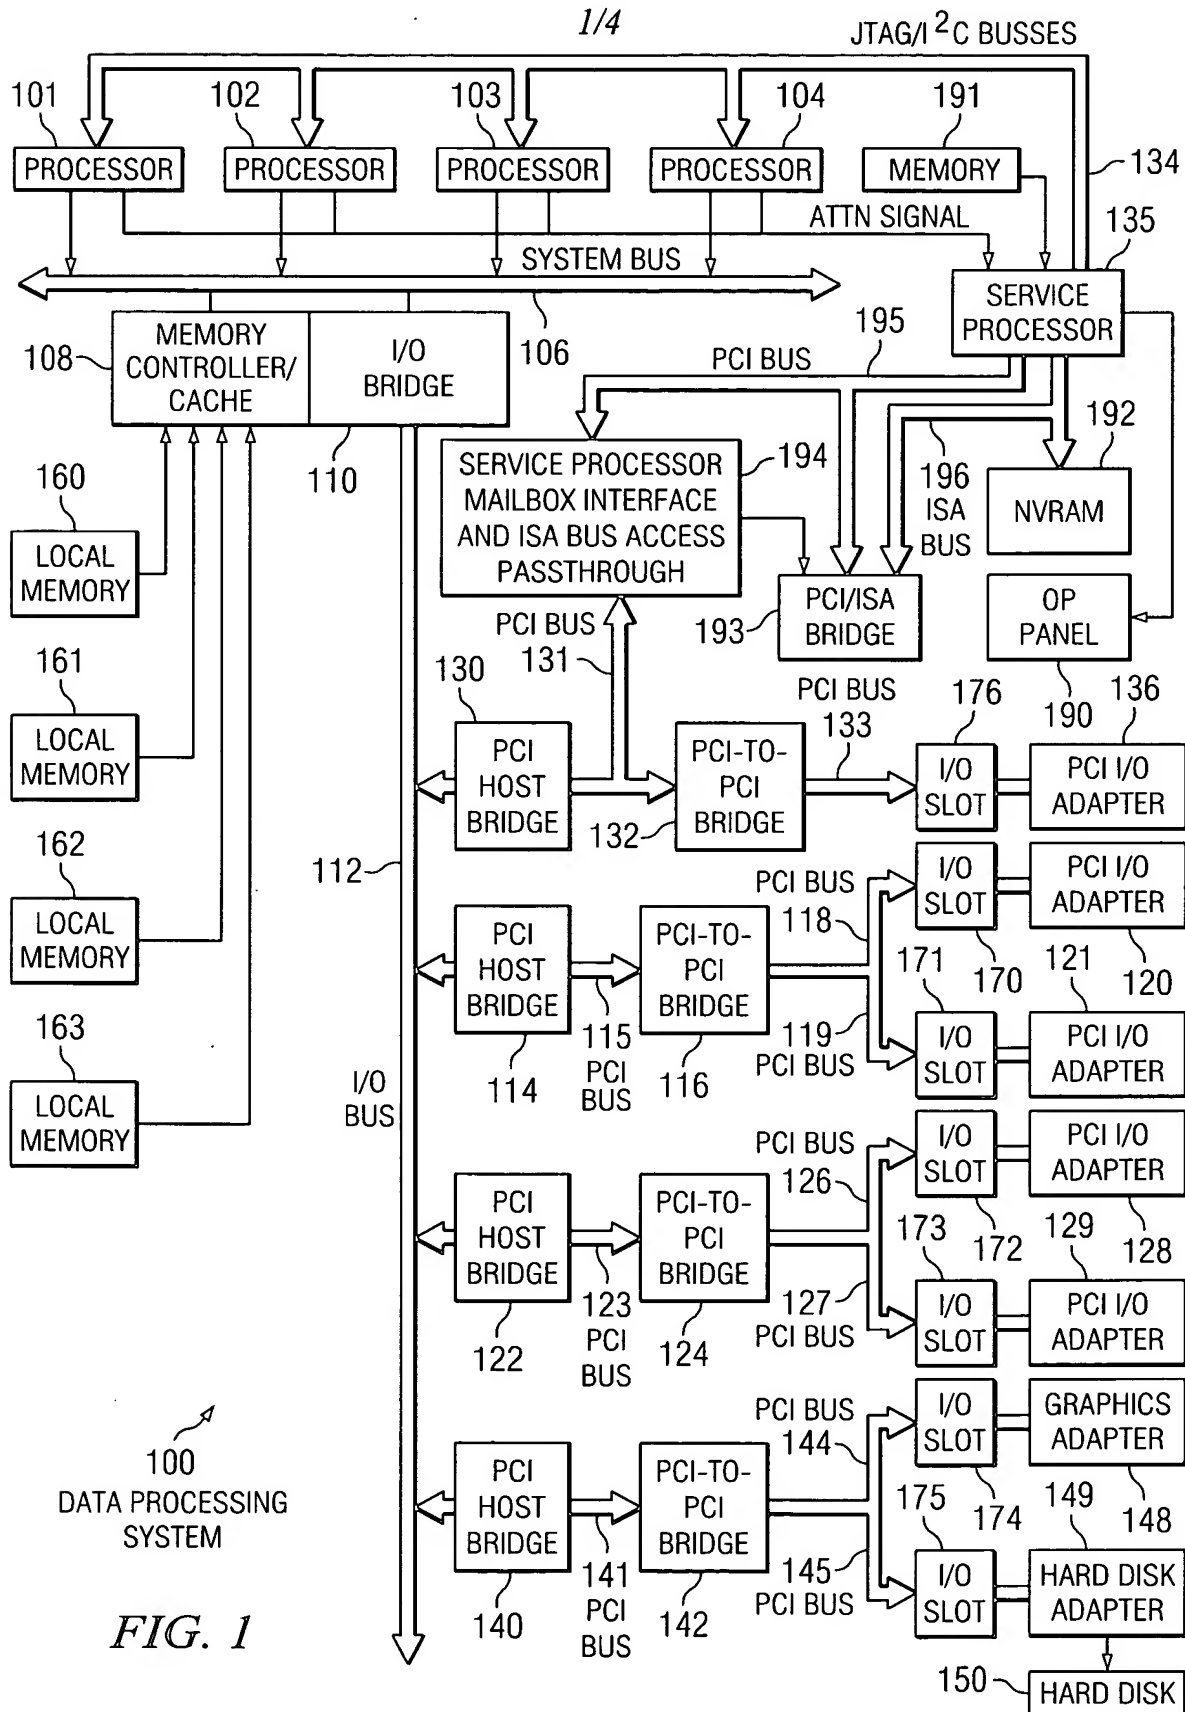 1/4
JTAG/I²C BUSSES
101
102
103
104
191
PROCESSOR
PROCESSOR
PROCESSOR
PROCESSOR
MEMORY
134
ATTN SIGNAL
135
SYSTEM BUS
SERVICE
PROCESSOR
108
MEMORY
CONTROLLER/
CACHE
I/O
BRIDGE
106
195
PCI BUS
110
SERVICE PROCESSOR
MAILBOX INTERFACE
AND ISA BUS ACCESS
PASSTHROUGH
194
196
ISA
BUS
192
NVRAM
160
LOCAL
MEMORY
PCI BUS
131
193
PCI/ISA
BRIDGE
OP
PANEL
190
161
LOCAL
MEMORY
130
PCI
HOST
BRIDGE
PCI-TO-
PCI
BRIDGE
132
PCI BUS
133
176
I/O
SLOT
136
PCI I/O
ADAPTER
162
LOCAL
MEMORY
112
PCI
HOST
BRIDGE
114
115
PCI
BUS
PCI-TO-
PCI
BRIDGE
116
PCI BUS
118
I/O
SLOT
170
PCI I/O
ADAPTER
120
119
PCI BUS
171
I/O
SLOT
121
PCI I/O
ADAPTER
163
LOCAL
MEMORY
I/O
BUS
PCI
HOST
BRIDGE
122
123
PCI
BUS
PCI-TO-
PCI
BRIDGE
124
PCI BUS
126
I/O
SLOT
172
PCI I/O
ADAPTER
128
127
PCI BUS
173
I/O
SLOT
129
PCI I/O
ADAPTER
100
DATA PROCESSING
SYSTEM
PCI
HOST
BRIDGE
140
141
PCI
BUS
PCI-TO-
PCI
BRIDGE
142
PCI BUS
144
I/O
SLOT
174
GRAPHICS
ADAPTER
148
145
PCI BUS
175
I/O
SLOT
149
HARD DISK
ADAPTER
150
HARD DISK
FIG. 1